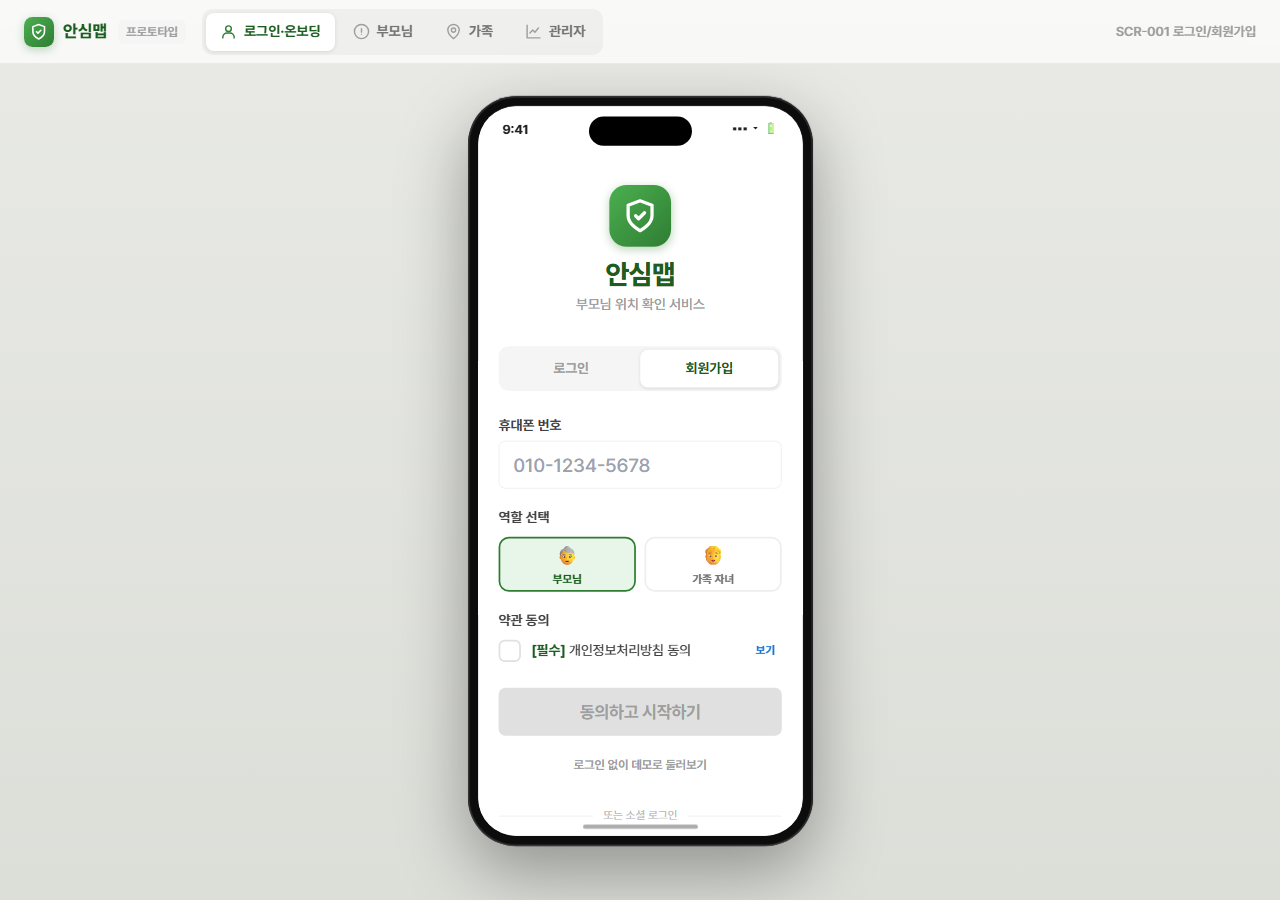 안심맵
프로토타입
로그인·온보딩
부모님
가족
관리자
SCR-001 로그인/회원가입
9:41
안심맵
부모님 위치 확인 서비스
로그인
회원가입
휴대폰 번호
010-1234-5678
역할 선택
부모님
가족 자녀
약관 동의
[필수] 개인정보처리방침 동의
보기
동의하고 시작하기
로그인 없이 데모로 둘러보기
또는 소셜 로그인